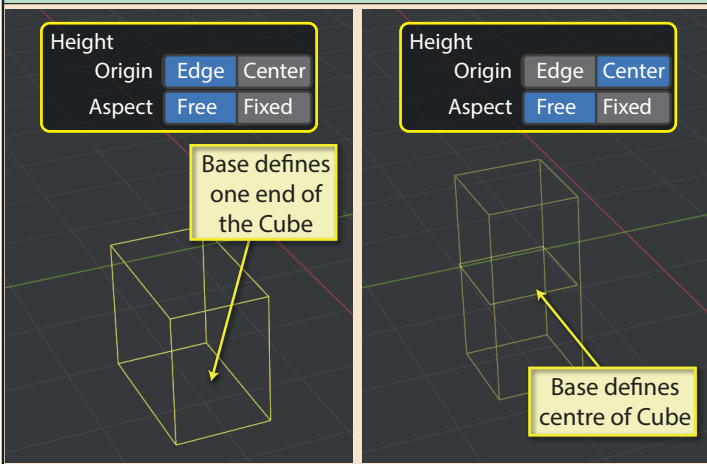 Height
Origin Edge Center
Aspect Free Fixed
Base defines
one end of
the Cube
Height
Origin Edge Center
Aspect Free Fixed
Base defines
centre of Cube